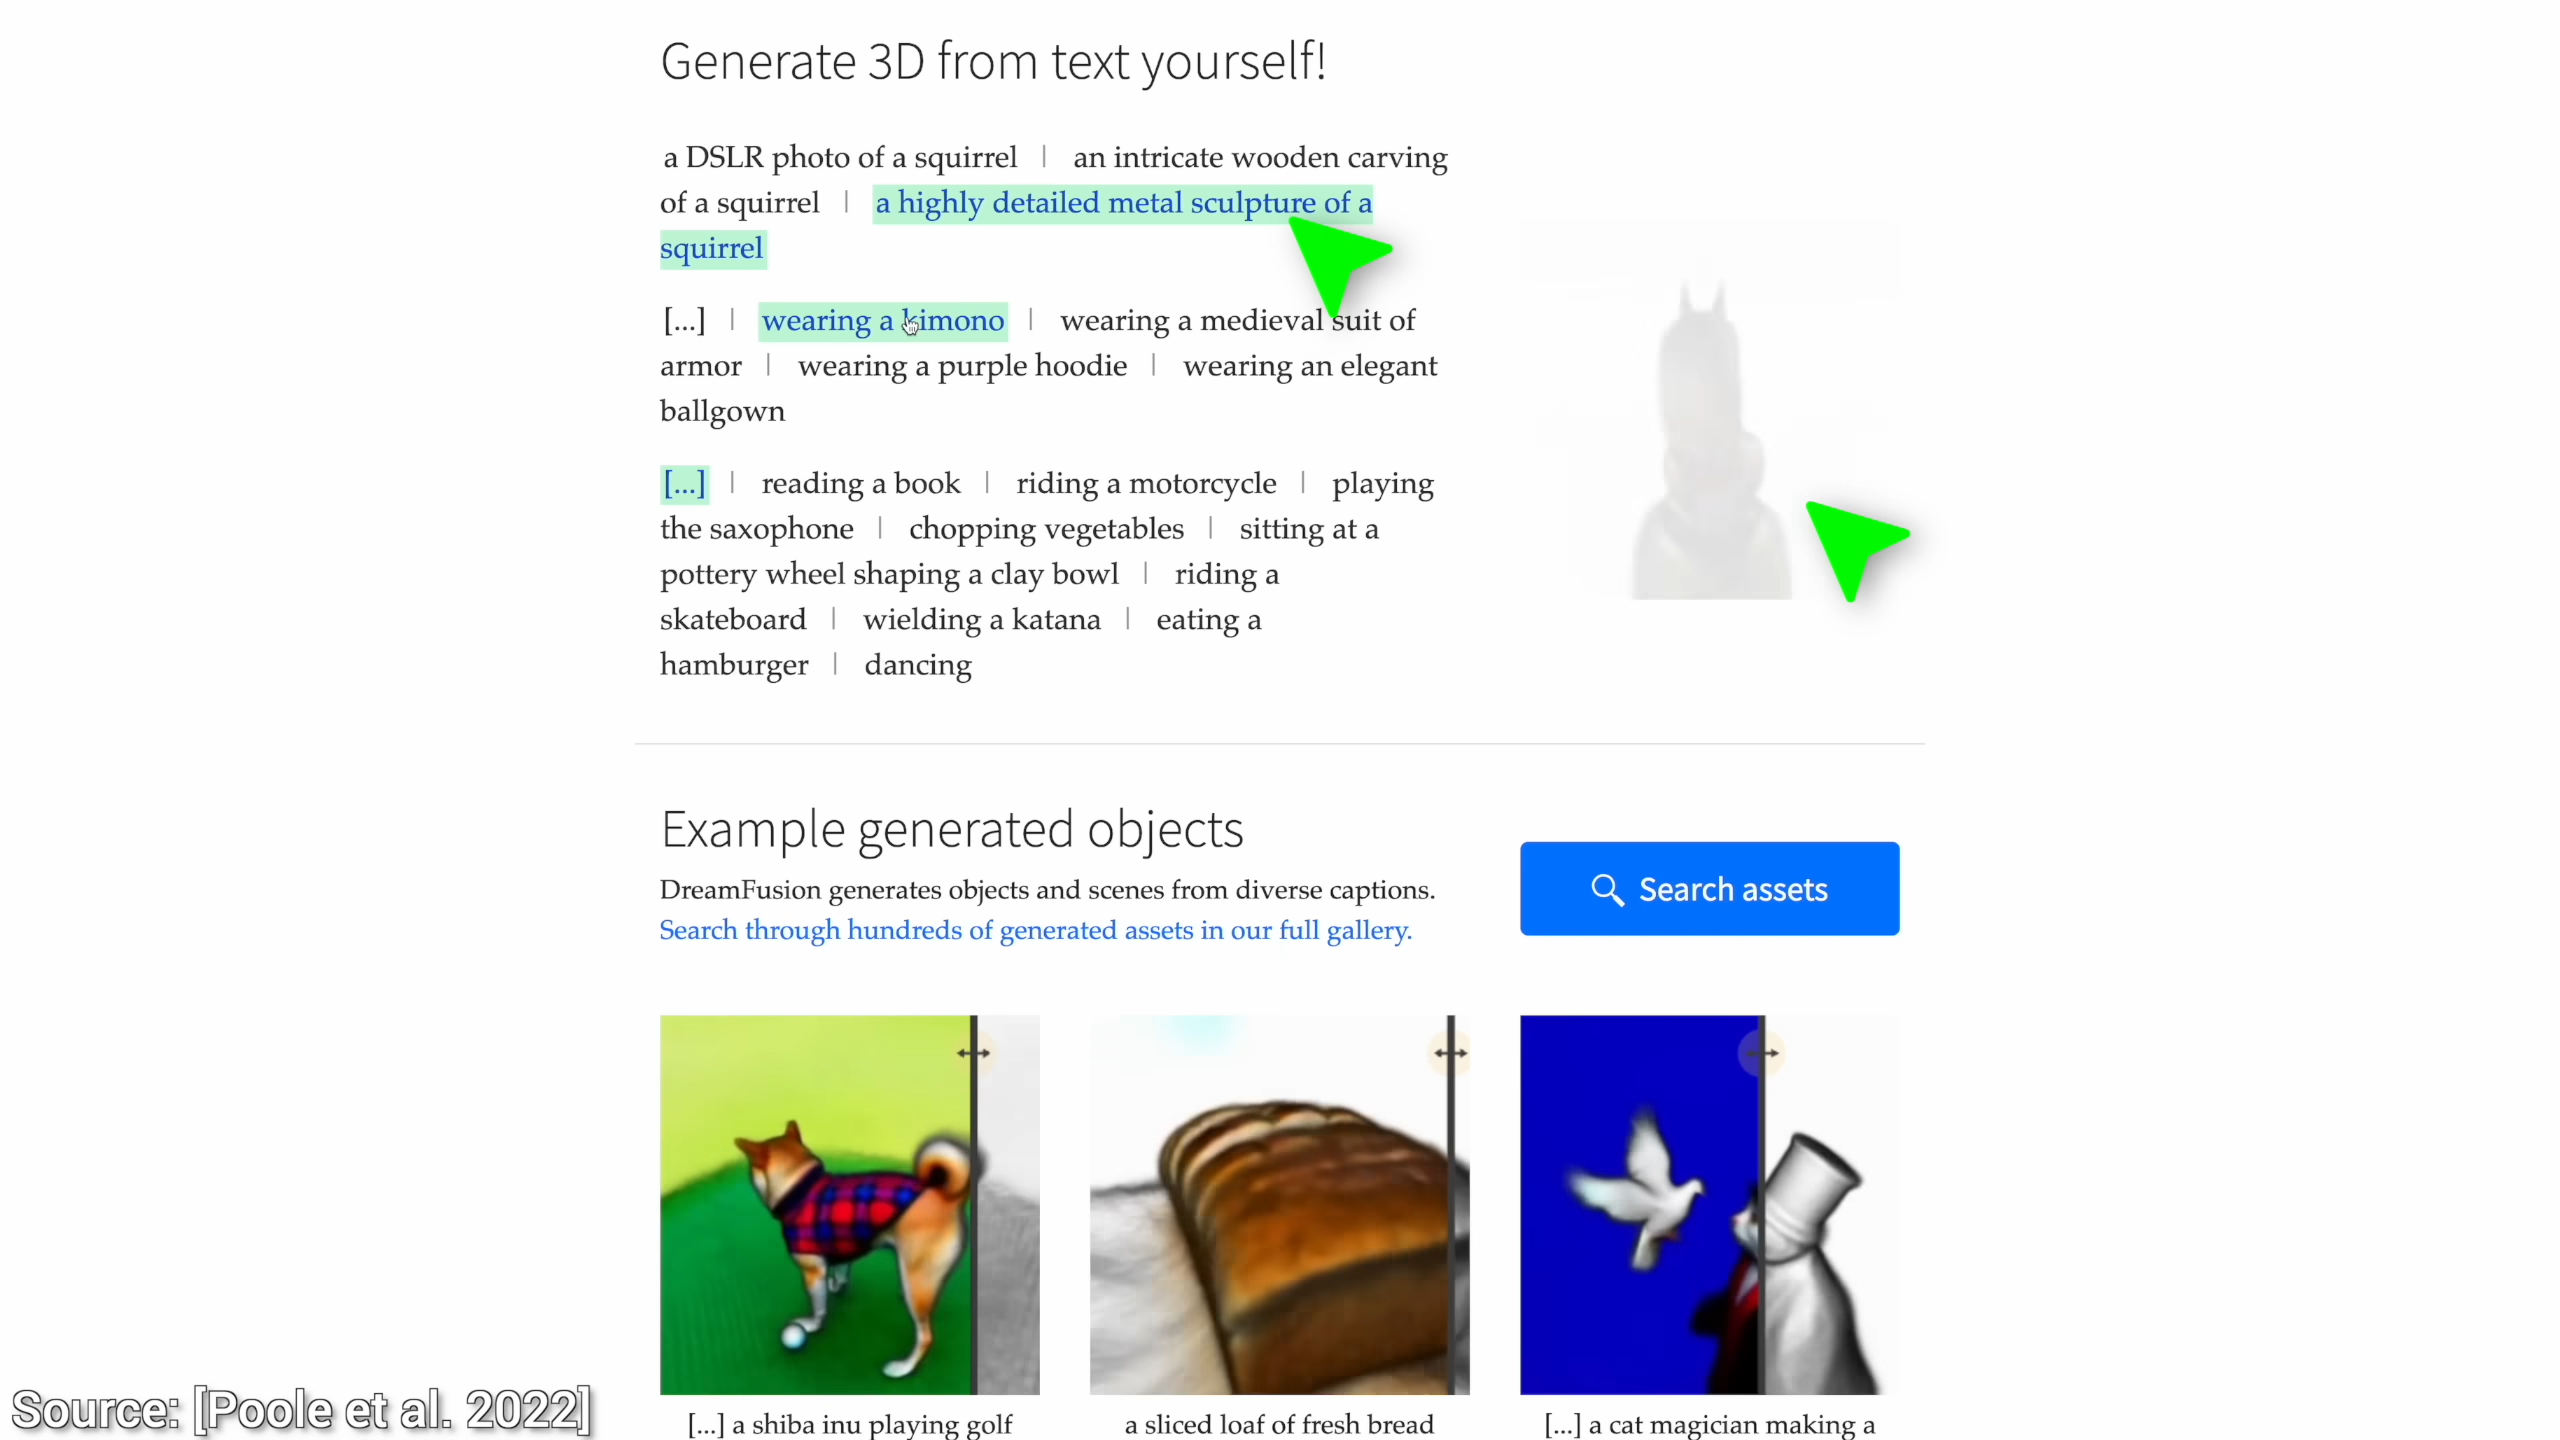 Generate 3D from text yourself!
a DSLR photo of a squirrel | an intricate wooden carving
of a squirrel | a highly detailed metal sculpture of a
squirrel
[...] | wearing a kimono | wearing a medieval suit of
armor | wearing a purple hoodie | wearing an elegant
ballgown
[...] | reading a book | riding a motorcycle | playing
the saxophone | chopping vegetables | sitting at a
pottery wheel shaping a clay bowl | riding a
skateboard | wielding a katana | eating a
hamburger | dancing
Example generated objects
DreamFusion generates objects and scenes from diverse captions.
Search through hundreds of generated assets in our full gallery.
Search assets
[...] a shiba inu playing golf
a sliced loaf of fresh bread
[...] a cat magician making a
Source: [Poole et al. 2022]